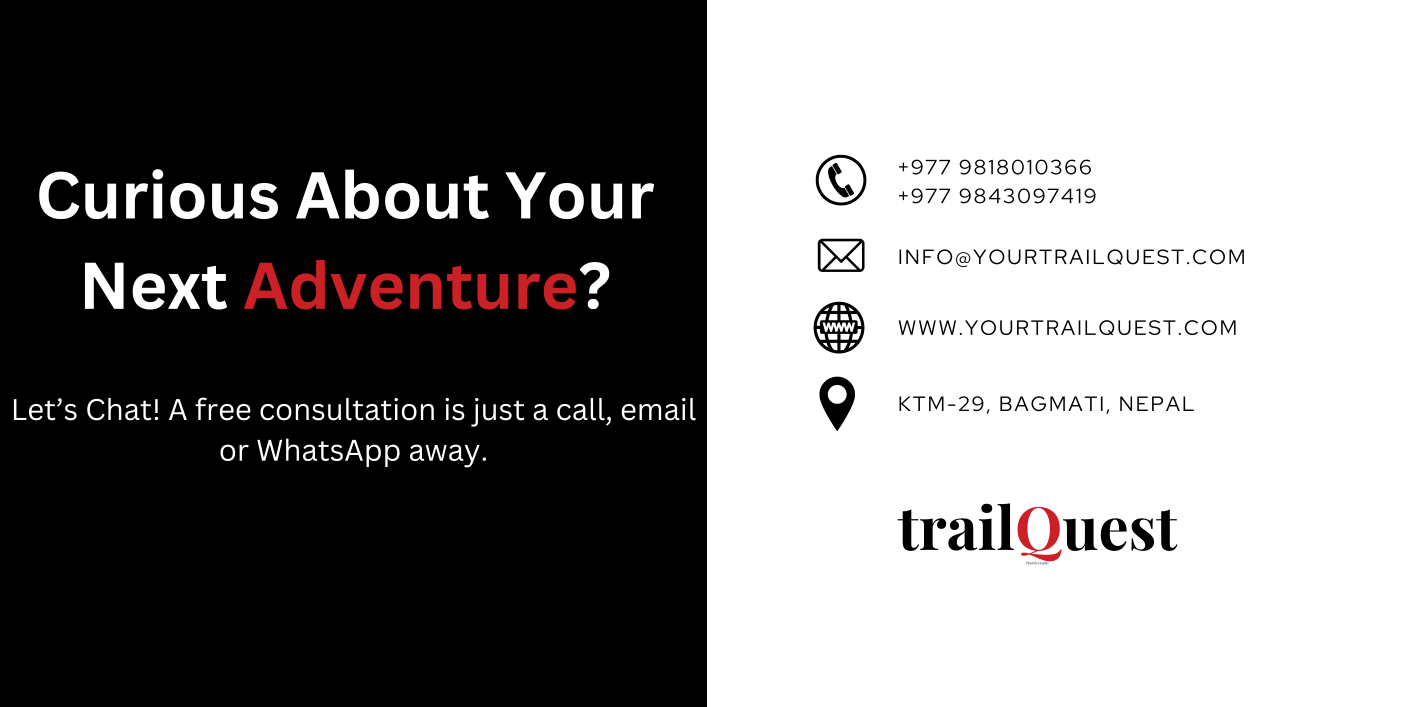 Curious About Your
Next Adventure?
Let’s Chat! A free consultation is just a call, email
or WhatsApp away.
+977 9818010366
+977 9843097419
INFO@YOURTRAILQUEST.COM
WWW
WWW.YOURTRAILQUEST.COM
KTM-29, BAGMATI, NEPAL
trailQuest